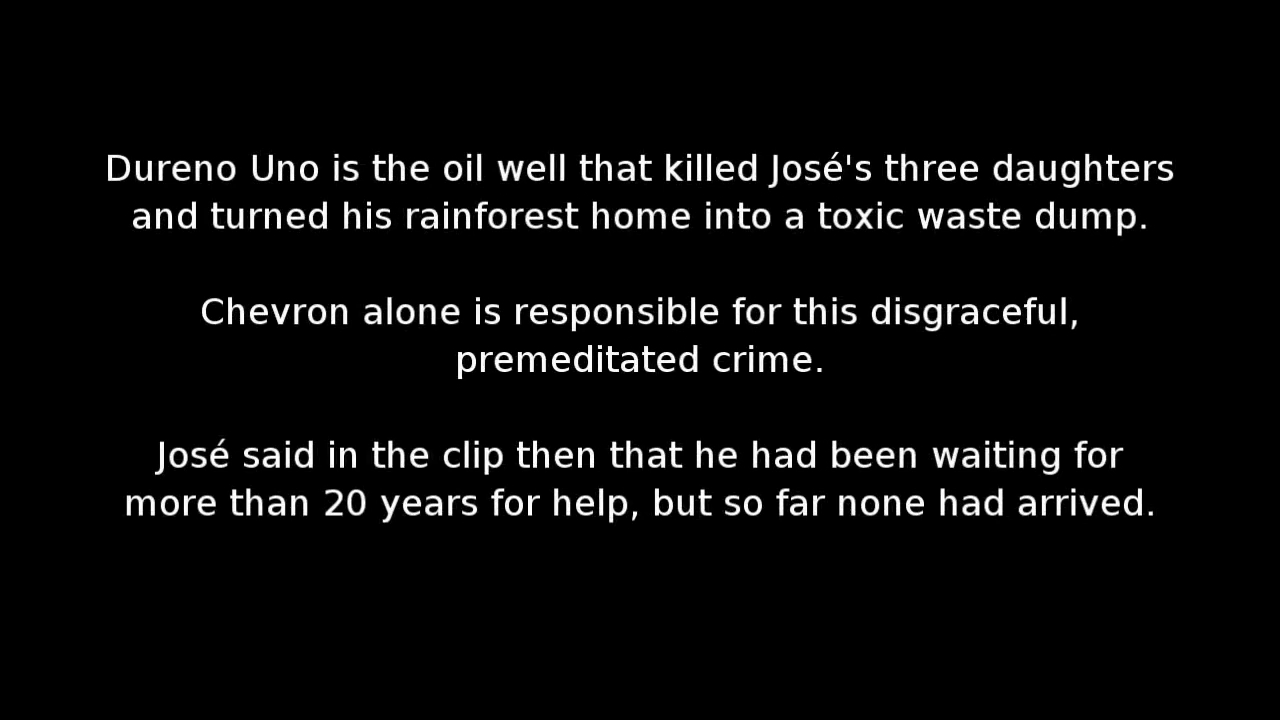 Dureno Uno is the oil well that killed José's three daughters
and turned his rainforest home into a toxic waste dump.
Chevron alone is responsible for this disgraceful,
premeditated crime.
José said in the clip then that he had been waiting for
more than 20 years for help, but so far none had arrived.